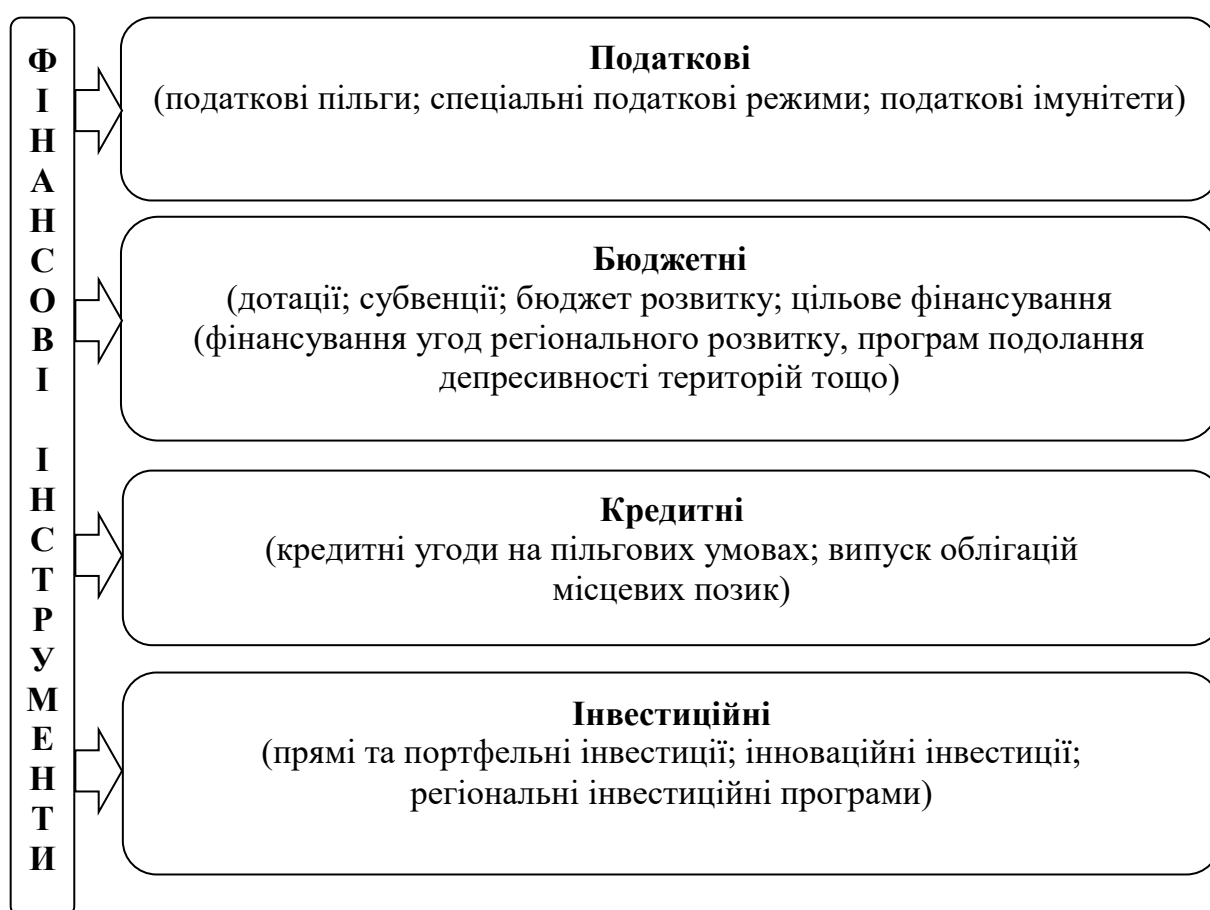 ФІНАНСОВІ ІНСТРУМЕНТИ
Податкові
(податкові пільги; спеціальні податкові режими; податкові імунітети)
Бюджетні
(дотації; субвенції; бюджет розвитку; цільове фінансування
(фінансування угод регіонального розвитку, програм подолання
депресивності територій тощо)
Кредитні
(кредитні угоди на пільгових умовах; випуск облігацій
місцевих позик)
Інвестиційні
(прямі та портфельні інвестиції; інноваційні інвестиції;
регіональні інвестиційні програми)